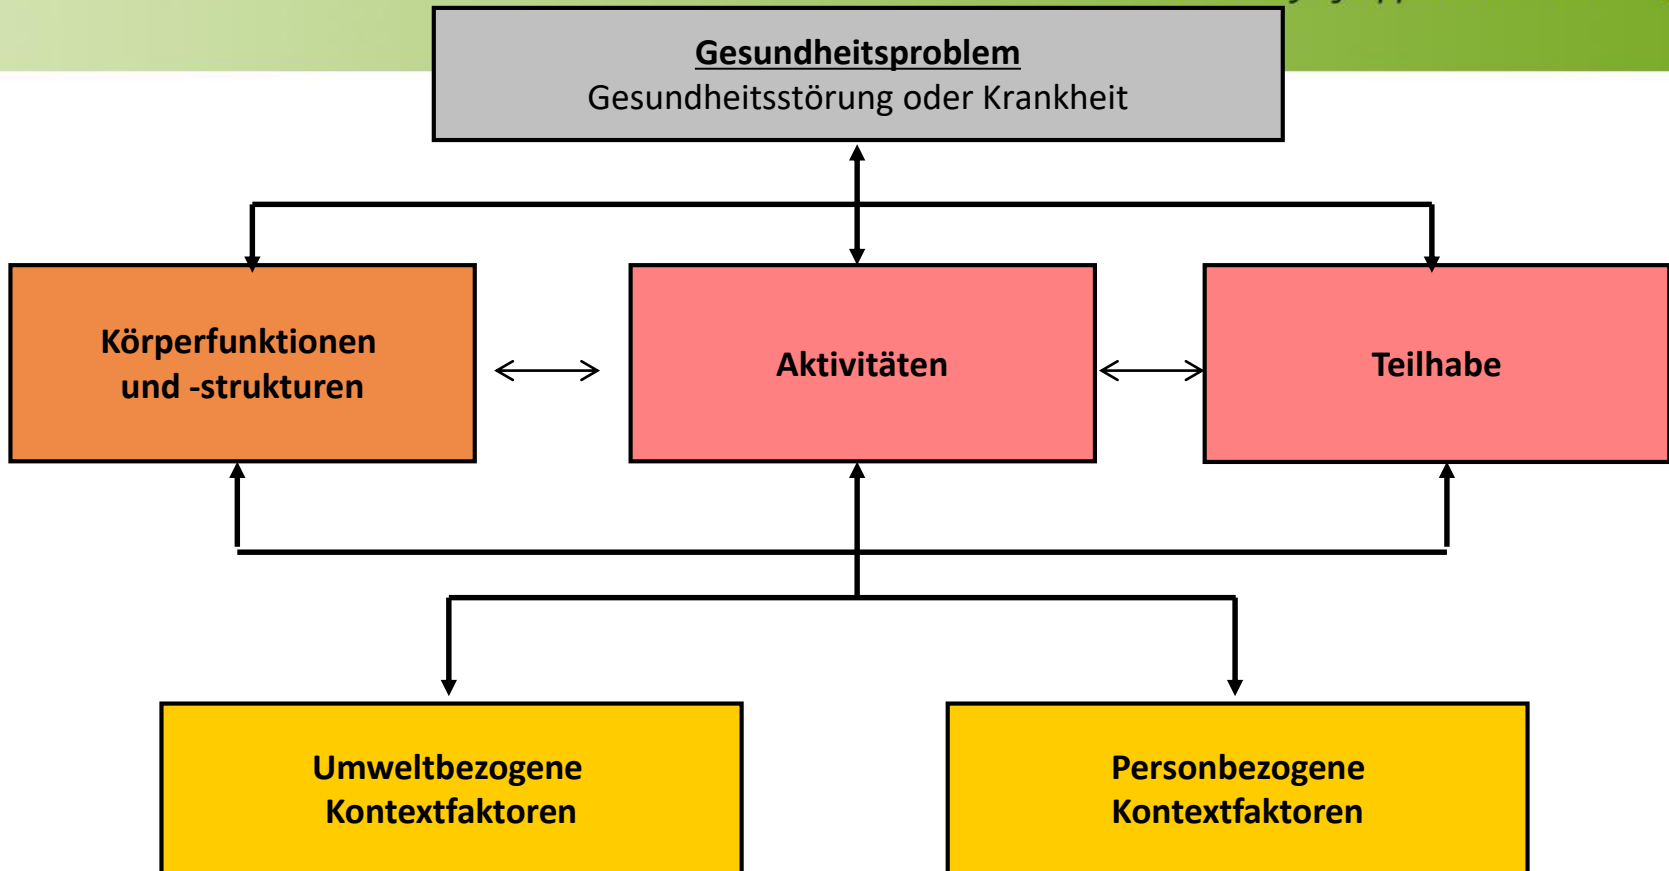 Gesundheitsproblem
Gesundheitsstörung oder Krankheit
Körperfunktionen
und -strukturen
Aktivitäten
Teilhabe
Umweltbezogene
Kontextfaktoren
Personbezogene
Kontextfaktoren